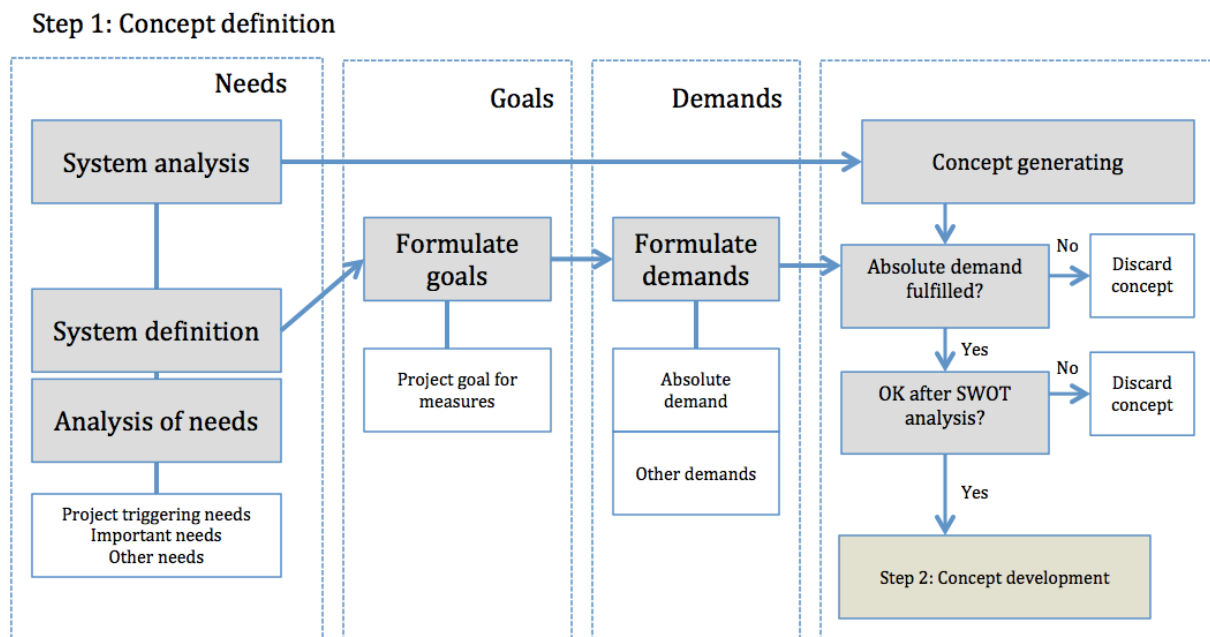 Step 1: Concept definition
Needs
System analysis
System definition
Analysis of needs
Project triggering needs
Important needs
Other needs
Goals
Formulate
goals
Project goal for
measures
Demands
Formulate
demands
Absolute
demand
Other demands
Concept generating
Absolute demand
fulfilled?
No
Discard
concept
Yes
OK after SWOT
analysis?
No
Discard
concept
Yes
Step 2: Concept development